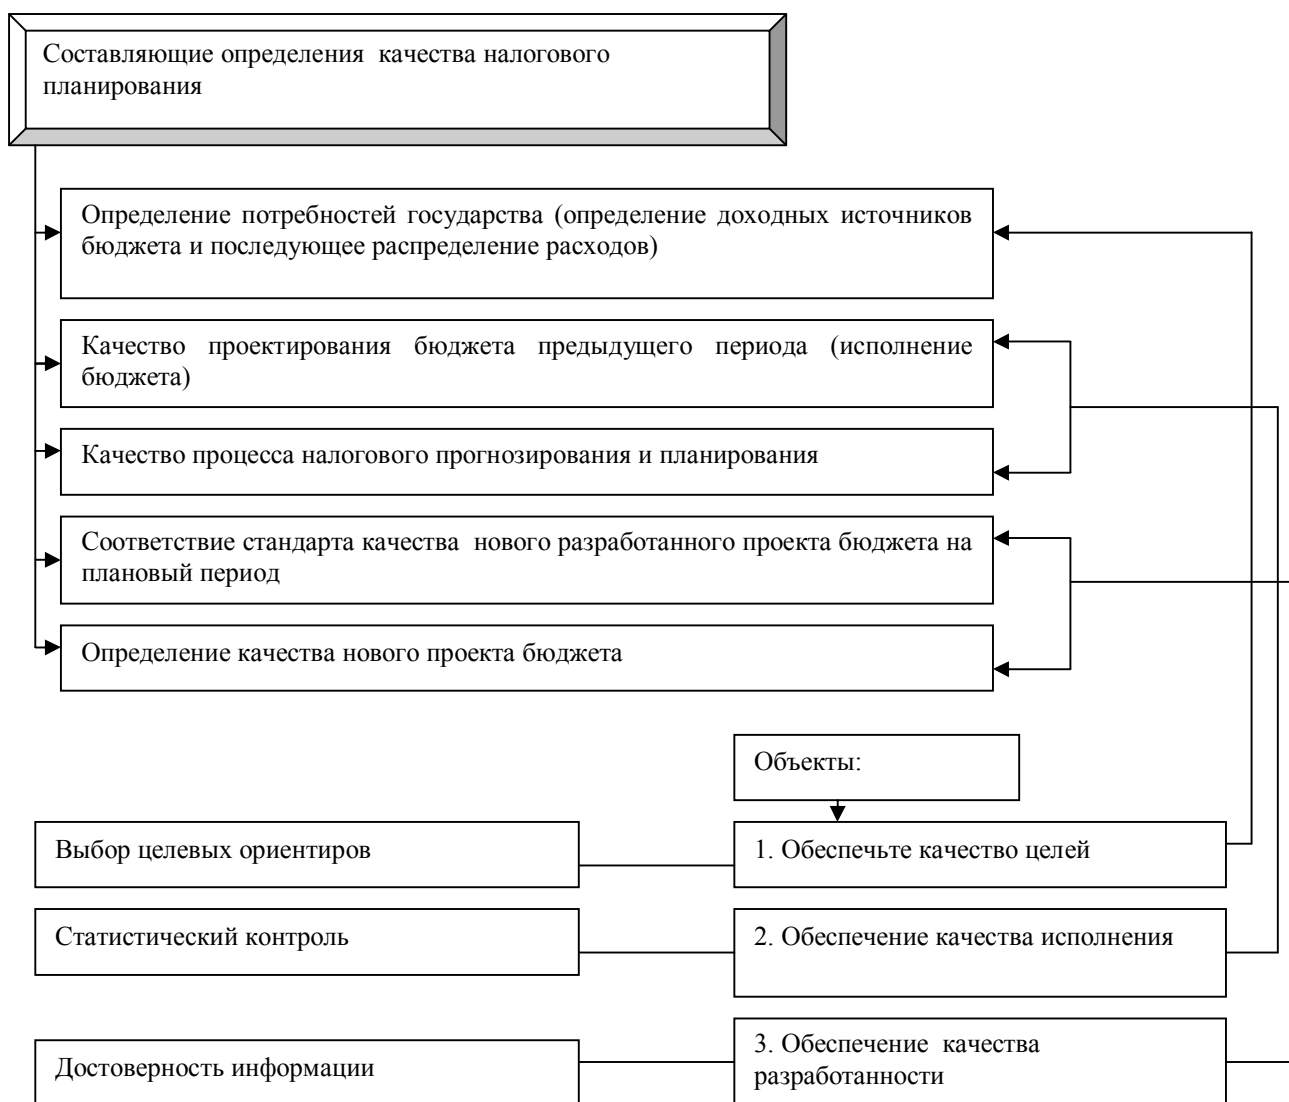 Составляющие определения качества налогового
планирования
Определение потребностей государства (определение доходных источников
бюджета и последующее распределение расходов)
Качество проектирования бюджета предыдущего периода (исполнение
бюджета)
Качество процесса налогового прогнозирования и планирования
Соответствие стандарта качества нового разработанного проекта бюджета на
плановый период
Определение качества нового проекта бюджета
Объекты:
Выбор целевых ориентиров
1. Обеспечьте качество целей
Статистический контроль
2. Обеспечение качества исполнения
Достоверность информации
3. Обеспечение качества
разработанности